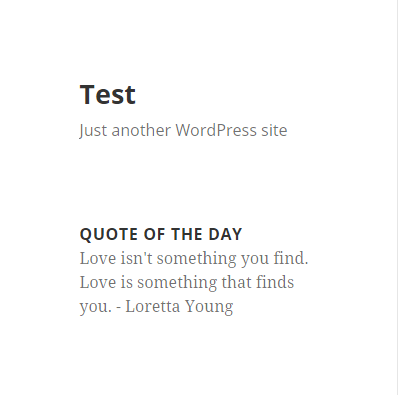 Test
Just another WordPress site
QUOTE OF THE DAY
Love isn't something you find.
Love is something that finds
you. - Loretta Young